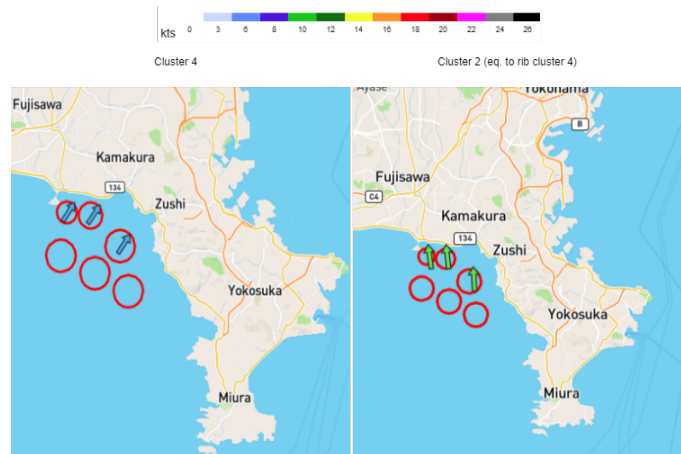 kts 0 3 6 8 10 12 14 16 18 20 22 24 26
Cluster 4
Cluster 2 (eq. to rib cluster 4)
Fujisawa
Kamakura
134
Zushi
Yokosuka
Miura
Ayase
Yokohama
B
Fujisawa
C4
Kamakura
134
Zushi
Yokosuka
Miura